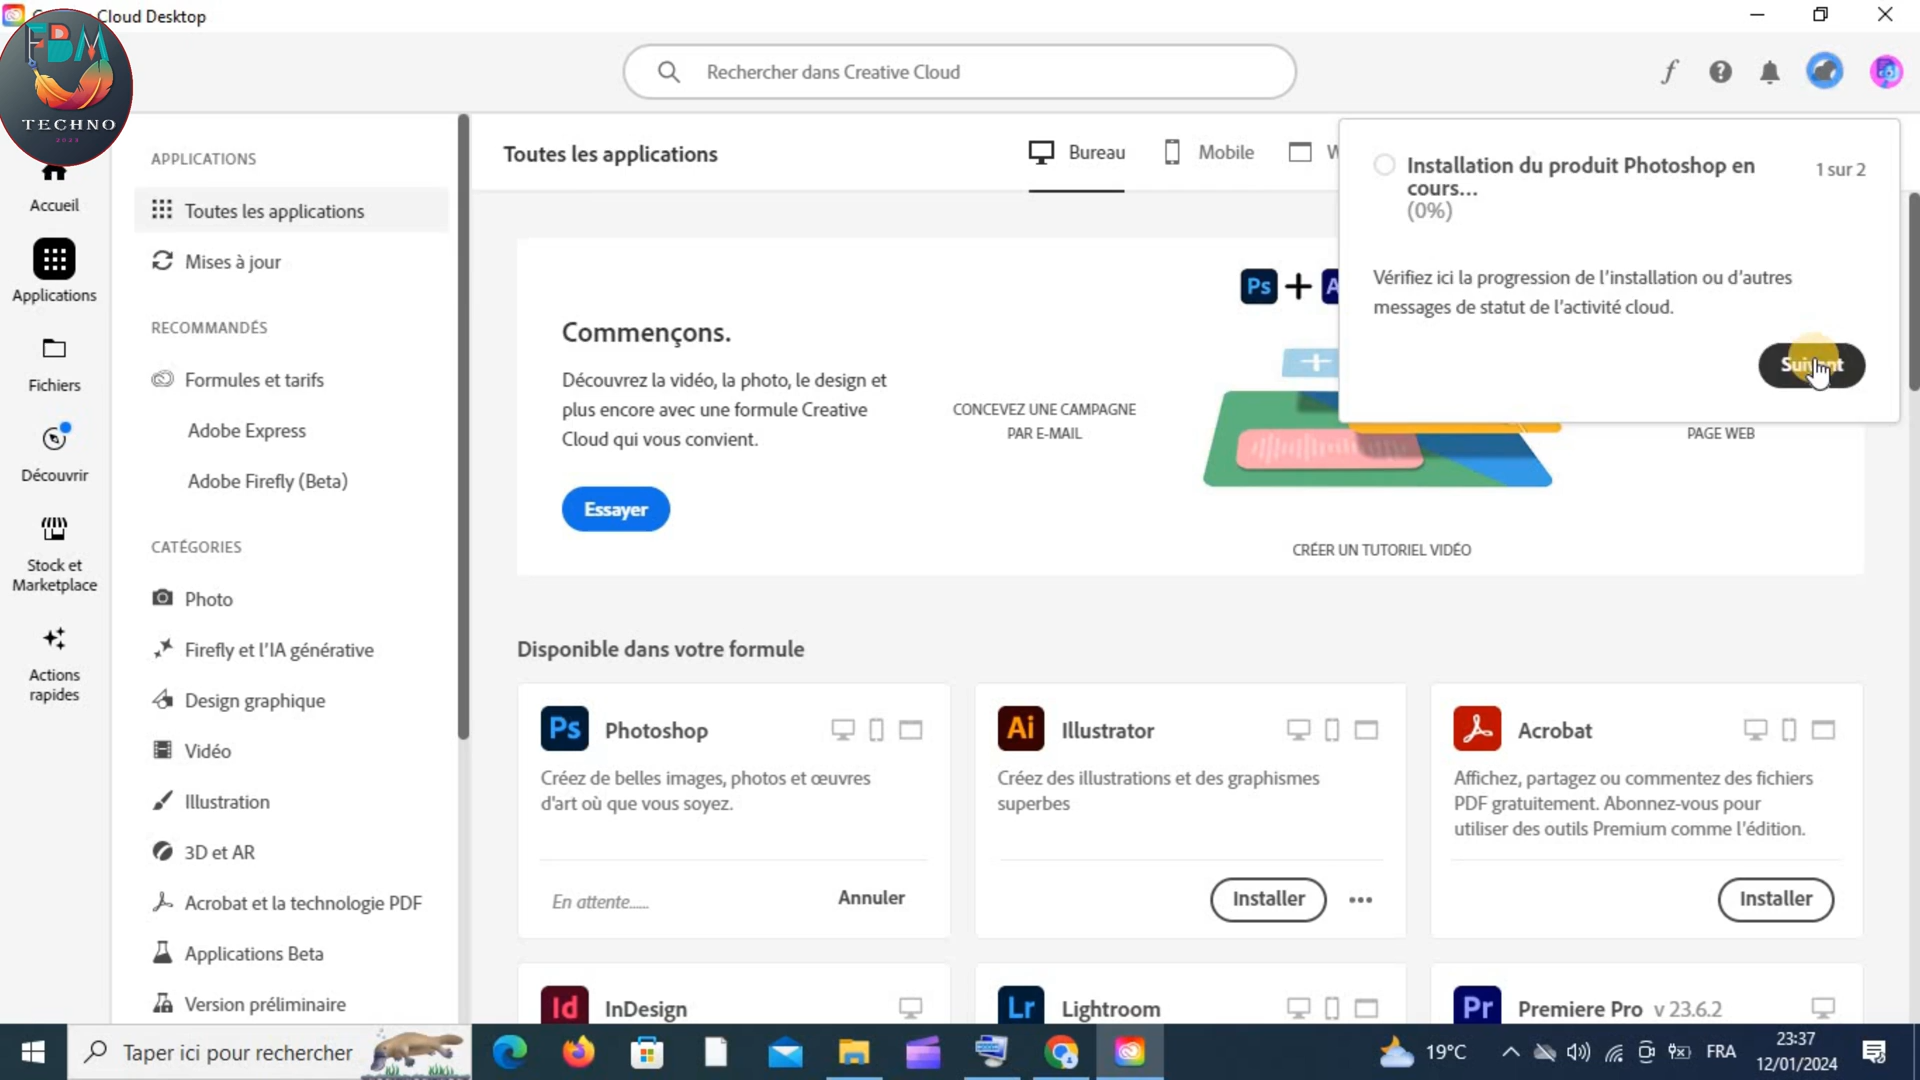 Cloud Desktop
FBM
TECHNO
2023
Rechercher dans Creative Cloud
Accueil
Applications
Fichiers
Découvrir
Stock et
Marketplace
Actions
rapides
APPLICATIONS
Toutes les applications
Mises à jour
RECOMMANDÉS
Formules et tarifs
Adobe Express
Adobe Firefly (Beta)
CATÉGORIES
Photo
Firefly et l'IA générative
Design graphique
Vidéo
Illustration
3D et AR
Acrobat et la technologie PDF
Applications Beta
Version préliminaire
Toutes les applications
Bureau
Mobile
Installation du produit Photoshop en
cours...
(0%)
1 sur 2
Vérifiez ici la progression de l'installation ou d'autres
messages de statut de l'activité cloud.
Suivant
Commençons.
Découvrez la vidéo, la photo, le design et
plus encore avec une formule Creative
Cloud qui vous convient.
Essayer
Ps + A
CONCEVEZ UNE CAMPAGNE
PAR E-MAIL
PAGE WEB
CRÉER UN TUTORIEL VIDÉO
Disponible dans votre formule
Ps Photoshop
Créez de belles images, photos et œuvres
d'art où que vous soyez.
En attente......
Annuler
Ai Illustrator
Créez des illustrations et des graphismes
superbes
Installer
Acrobat
Affichez, partagez ou commentez des fichiers
PDF gratuitement. Abonnez-vous pour
utiliser des outils Premium comme l'édition.
Installer
Id InDesign
Lr Lightroom
Pr Premiere Pro v 23.6.2
Taper ici pour rechercher
19°C
FRA
23:37
12/01/2024